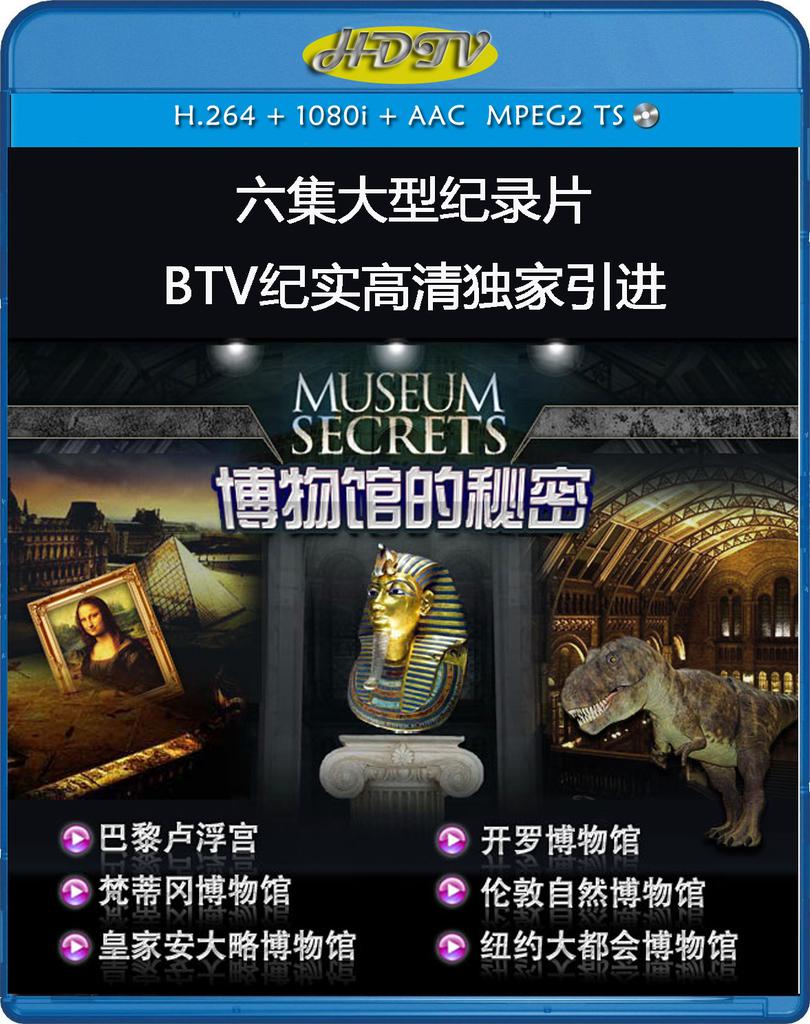 HDTV
H.264 + 1080i + AAC MPEG2 TS
六集大型纪录片
BTV纪实高清独家引进
MUSEUM
SECRETS
博物馆的秘密
巴黎卢浮宫
开罗博物馆
梵蒂冈博物馆
伦敦自然博物馆
皇家安大略博物馆
纽约大都会博物馆